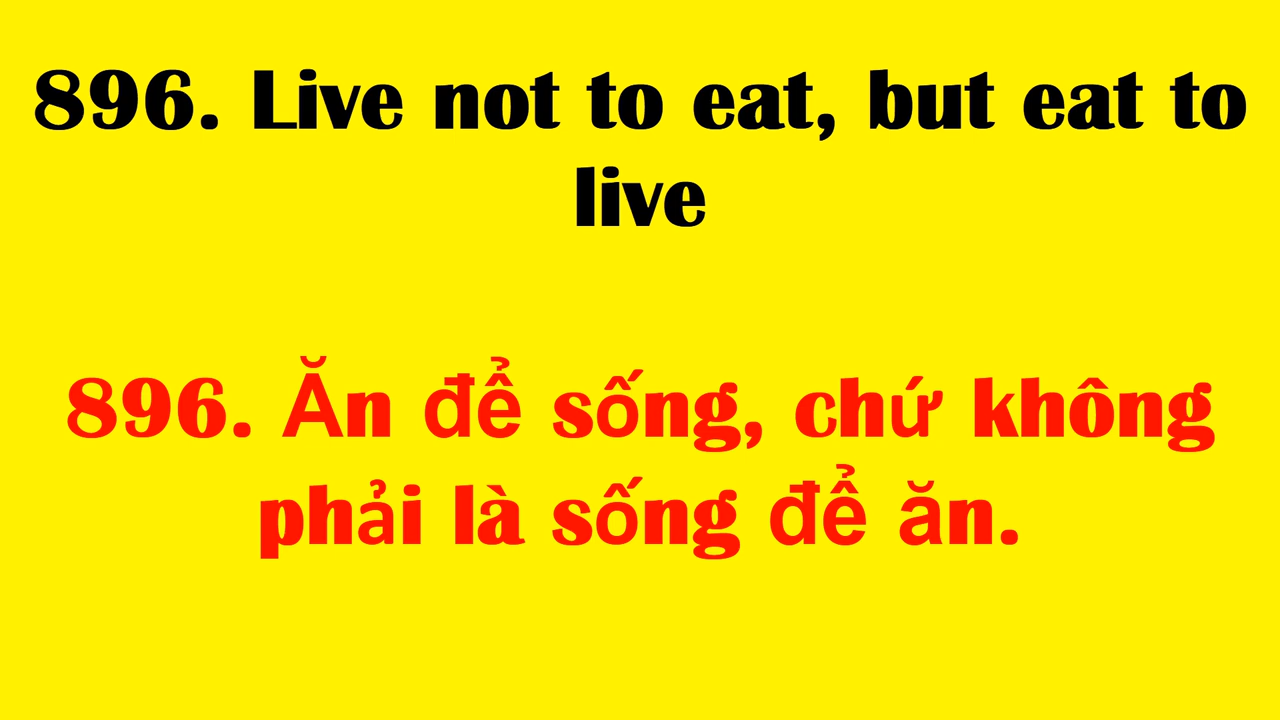 896. Live not to eat, but eat to
live
896. Ăn để sống, chứ không
phải là sống để ăn.